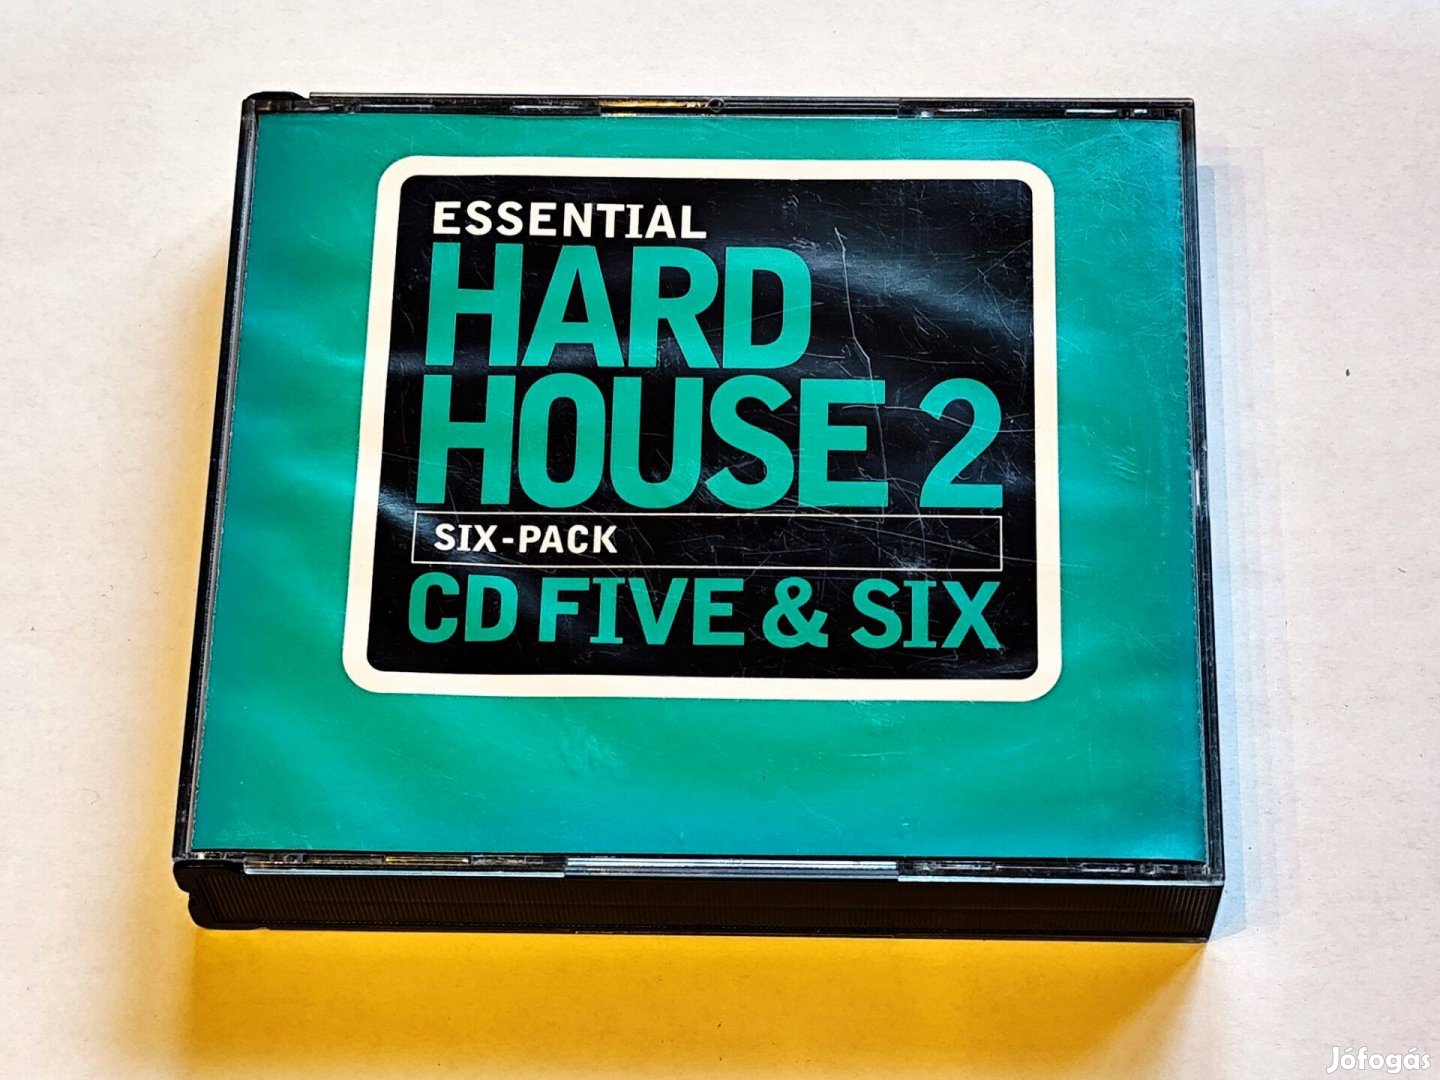 ESSENTIAL
HARD
HOUSE 2
SIX-PACK
CD FIVE & SIX
Jófogás